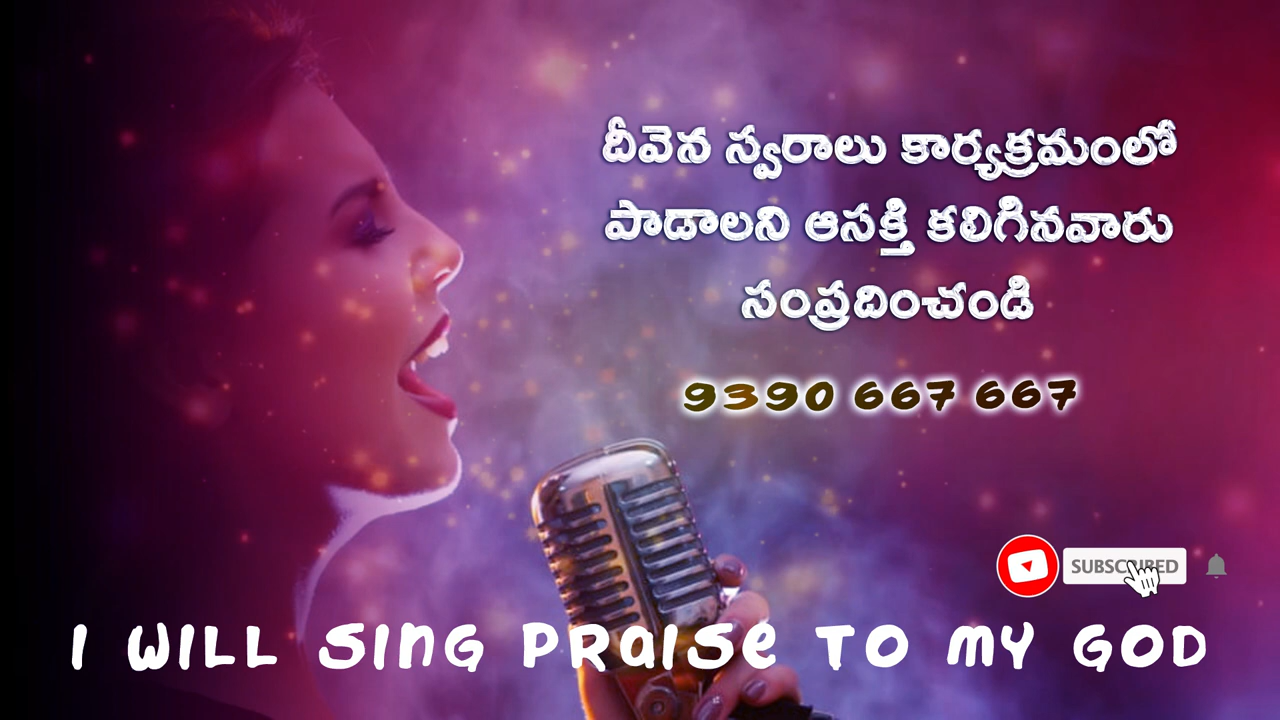 దీవెన స్వరాలు కార్యక్రమంలో
పాడాలని ఆసక్తి కలిగినవారు
సంప్రదించండి
9390 667 667
SUBSCRIBED
I WILL SING PRAISE TO MY GOD